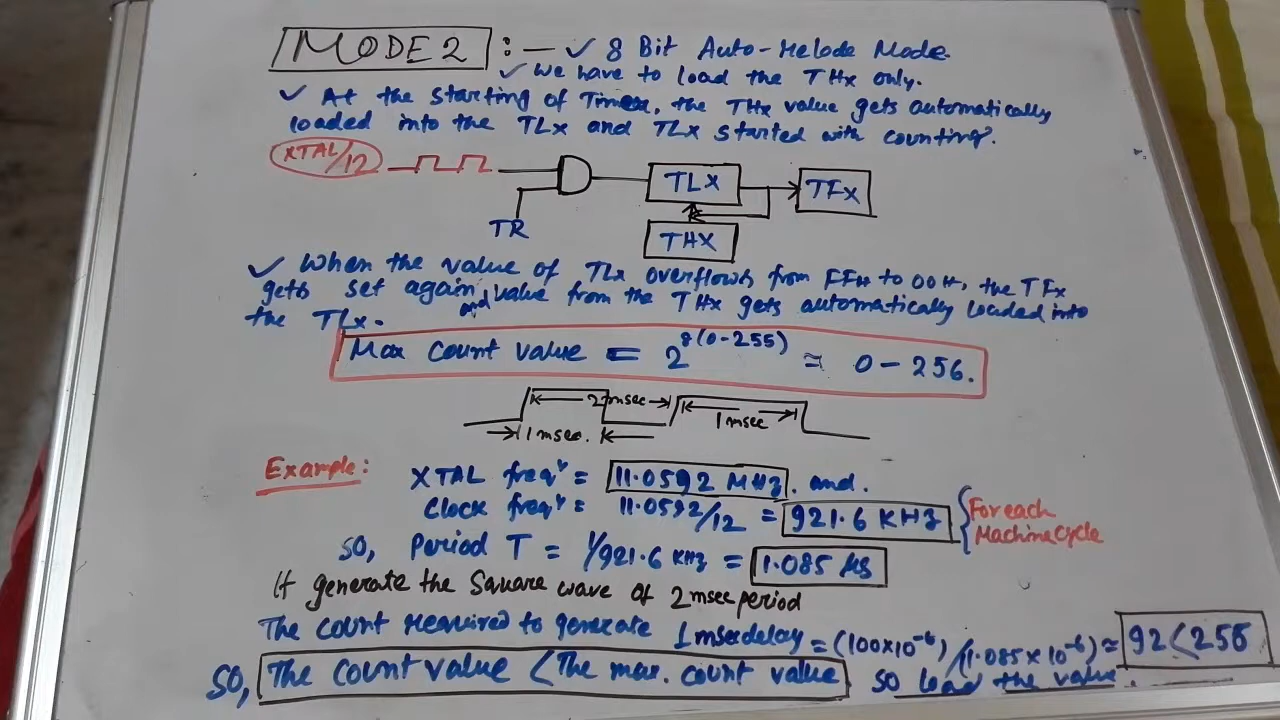 MODE 2 :- ✓ 8 Bit Auto-Relode Mode.
✓ We have to load the THx only.
✓ At the starting of Timer, the THx value gets automatically
loaded into the TLx and TLx started with counting.
XTAL/12
TLX
TFX
TR
THX
✓ When the value of TLx overflows from FFH to 00H, the TFx
gets set again and value from the THx gets automatically loaded into
the TLx.
Max Count value = 2^8(0-255) ≈ 0-256.
2msec
1msec
1msec.
Example: XTAL freqy = 11.0592 MHz. and.
Clock freqy = 11.0592/12 = 921.6 KHz {For each
Machine Cycle
so, Period T = 1/921.6 KHz = 1.085 µs
If generate the Square wave of 2msec period
The count required to generate 1msec delay = (100×10^-6)/(1.085×10^-6) = 92<256
so, The count value < The max. count value so load the value.